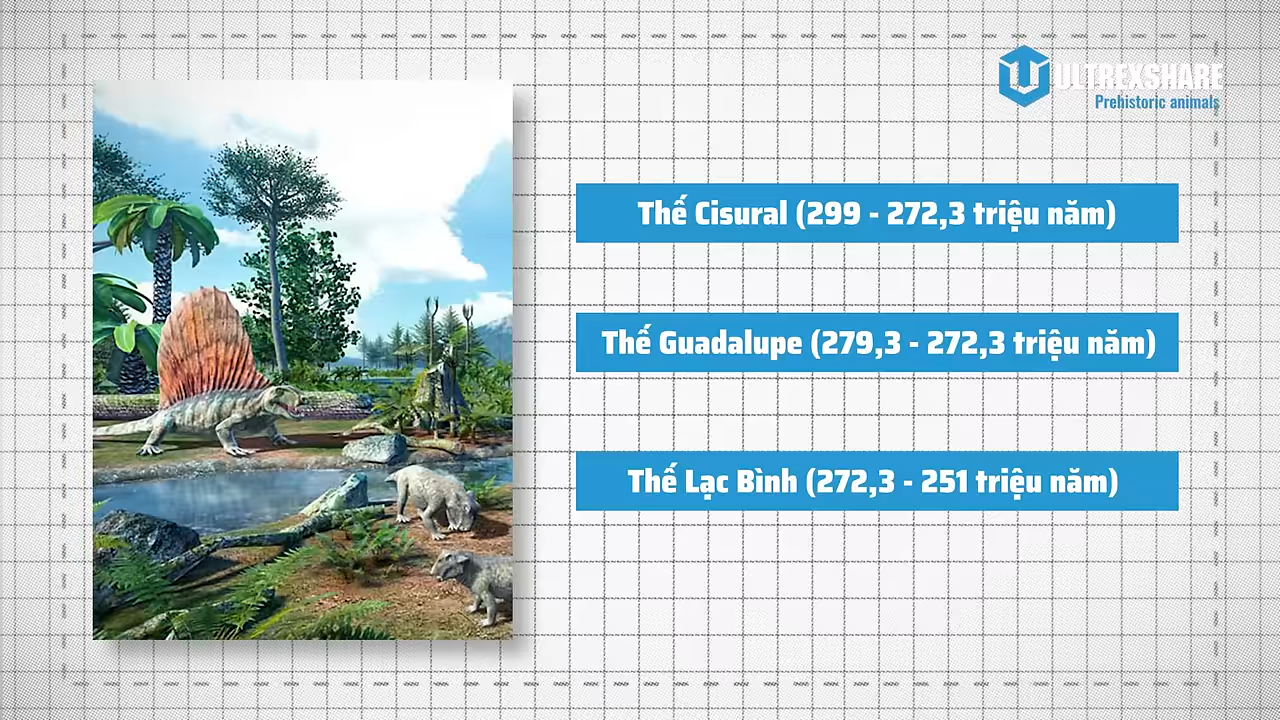 ULTREXSHARE
Prehistoric animals
Thế Cisural (299 - 272,3 triệu năm)
Thế Guadalupe (279,3 - 272,3 triệu năm)
Thế Lạc Bình (272,3 - 251 triệu năm)